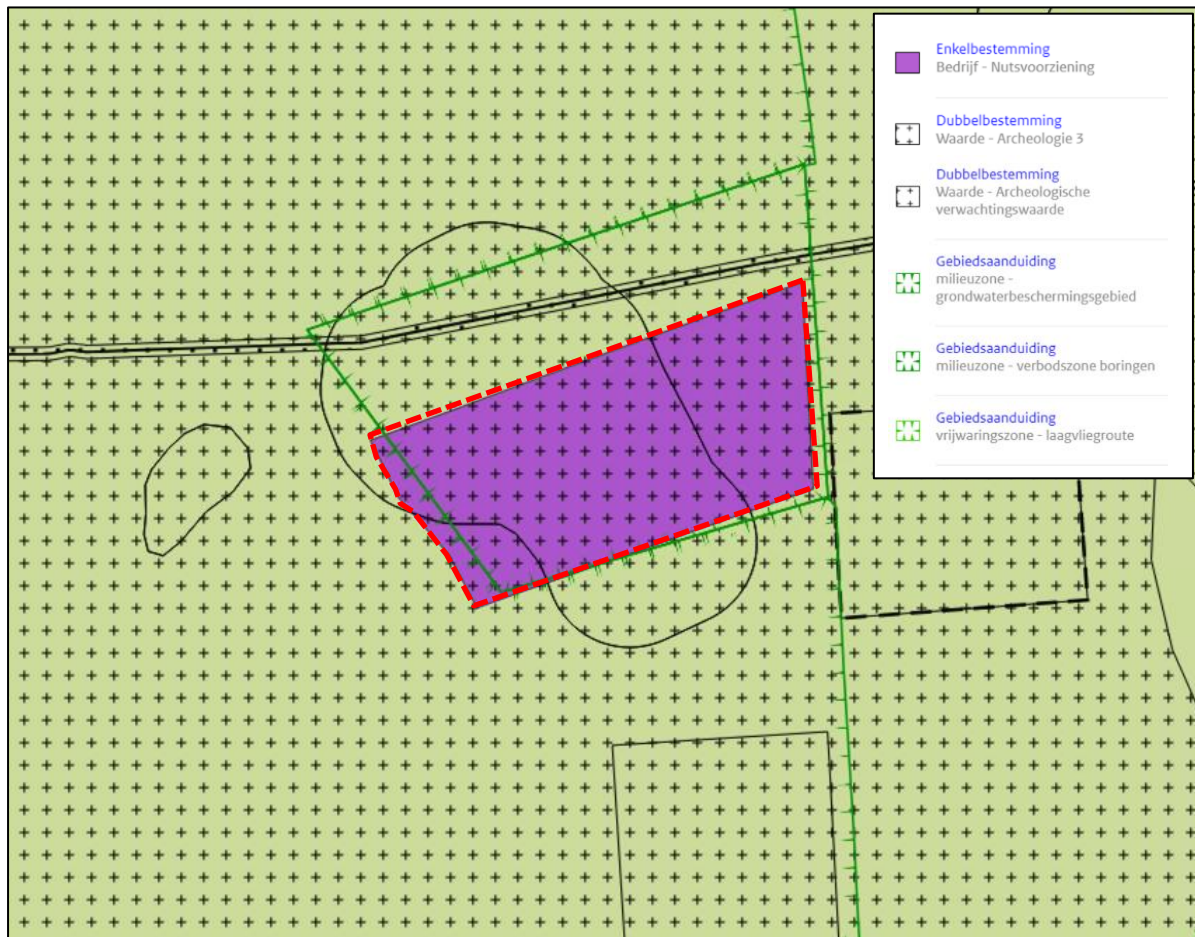 Enkelbestemming
Bedrijf - Nutsvoorziening
Dubbelbestemming
Waarde - Archeologie 3
Dubbelbestemming
Waarde - Archeologische
verwachtingswaarde
Gebiedsaanduiding
milieuzone -
grondwaterbeschermingsgebied
Gebiedsaanduiding
milieuzone - verbodszone boringen
Gebiedsaanduiding
vrijwaringszone - laagvliegroute